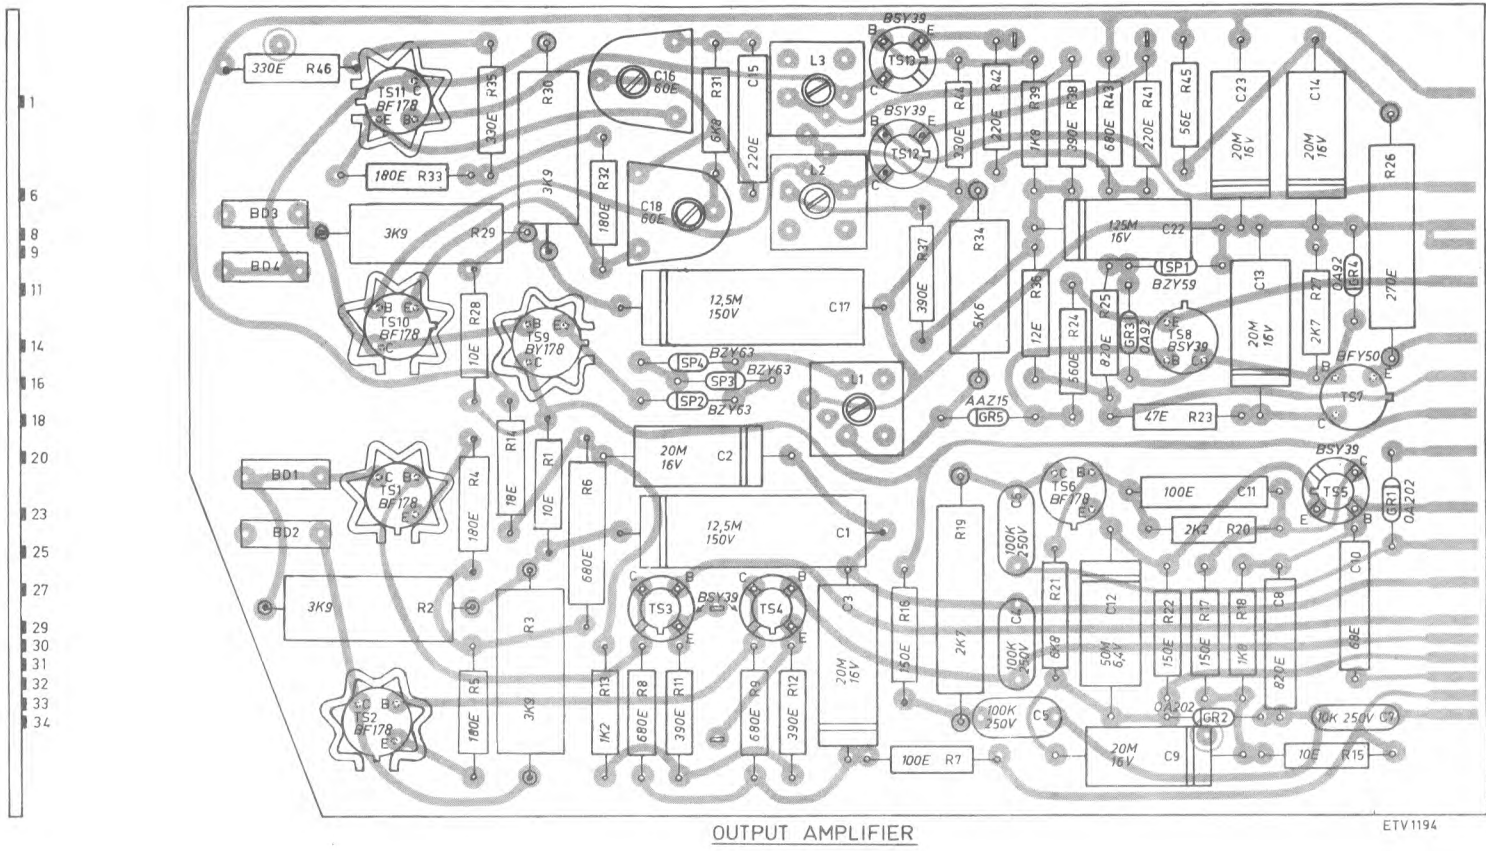 1
6
8
9
11
14
16
18
20
23
25
27
29
30
31
32
33
34
330E R46
TS11
BF178
C
E B
R35
330E
R30
3K9
C16
60E
R31
6K8
C15
220E
L3
BSY39
B E
TS13
C
BSY39
B E
TS12
C
R44
330E
R42
220E
R39
1K8
R38
390E
R43
680E
R41
220E
R45
56E
C23
20M
16V
C14
20M
16V
R26
270E
180E R33
R32
180E
C18
60E
L2
BD3
BD4
3K9 R29
R37
390E
R34
5K6
125M
16V
C22
SP1
BZY59
C13
20M
16V
R27
2K7
GR4
OA92
B E
TS10
BF178
C
R28
10E
B E
TS9
BY178
C
12,5M
150V
C17
R36
12E
R24
560E
R25
820E
GR3
OA92
E
TS8
BSY39
B C
BFY50
B E
TS7
C
SP4
BZY63
SP3
BZY63
SP2
BZY63
L1
AAZ15
GR5
47E R23
BD1
BD2
C B
TS1
BF178
E
R4
180E
R14
18E
R1
10E
R6
680E
20M
16V
C2
12,5M
150V
C1
R19
2K7
C6
100K
250V
C B
TS6
BF178
E
100E C11
2K2 R20
BSY39
C
TS5
E B
GR1
OA202
3K9 R2
R3
3K9
C B
TS3
E
BSY39
C B
TS4
E
C3
20M
16V
R16
150E
C4
100K
250V
R21
6K8
C12
50M
6,4V
R22
150E
R17
150E
R18
1K8
C8
820E
C10
68E
C B
TS2
BF178
E
R5
180E
R13
1K2
R8
680E
R11
390E
R9
680E
R12
390E
100E R7
100K
250V
C5
OA202
GR2
20M
16V
C9
10K 250V C7
10E R15
OUTPUT AMPLIFIER
ETV1194